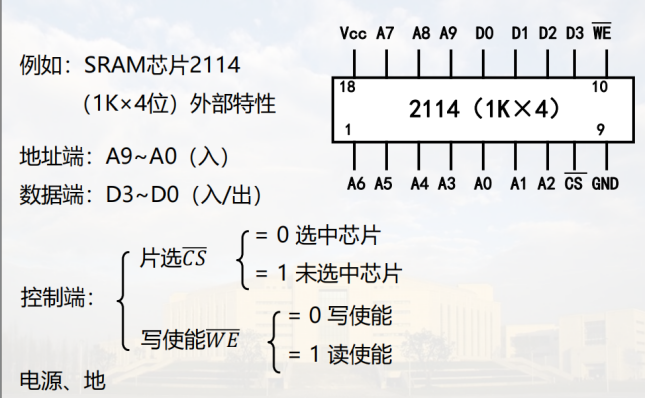 例如：SRAM芯片2114
（1K×4位）外部特性
地址端：A9~A0（入）
数据端：D3~D0（入/出）
控制端：
片选C̅S̅
= 0 选中芯片
= 1 未选中芯片
写使能W̅E̅
= 0 写使能
= 1 读使能
电源、地
Vcc A7 A8 A9 D0 D1 D2 D3 W̅E̅
18 10
2114（1K×4）
1 9
A6 A5 A4 A3 A0 A1 A2 C̅S̅ GND